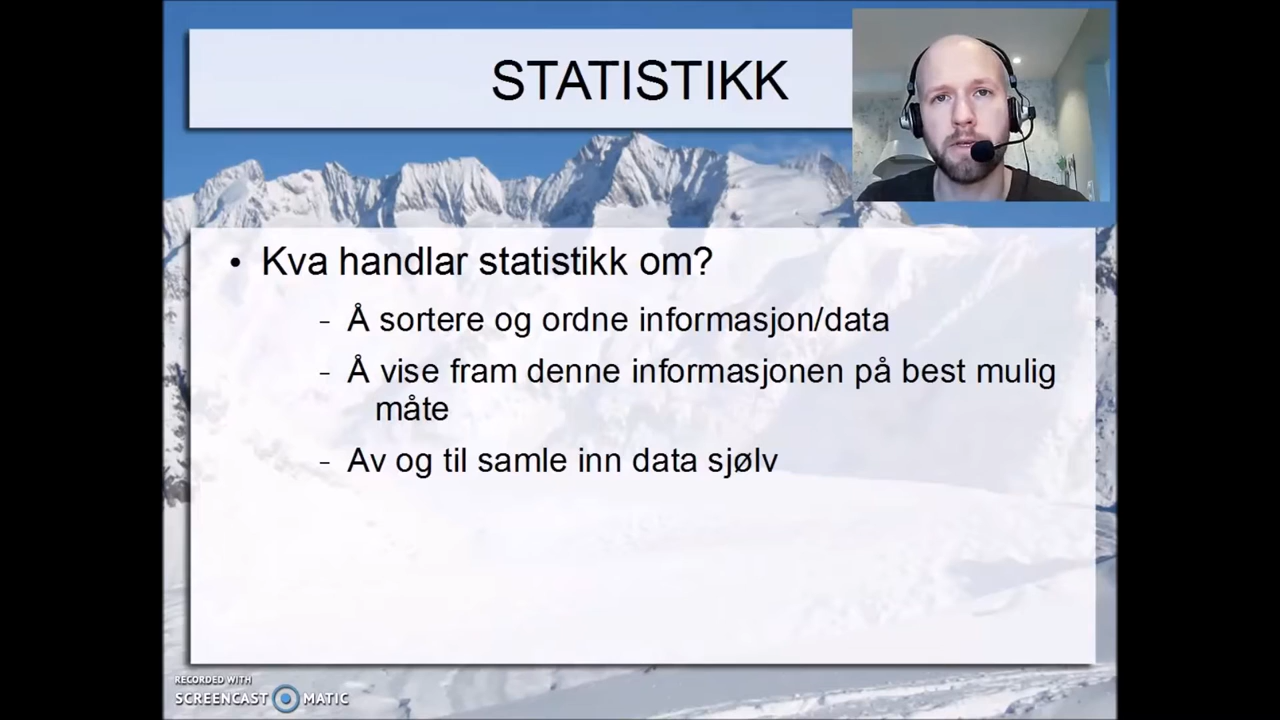 STATISTIKK
• Kva handlar statistikk om?
– Å sortere og ordne informasjon/data
– Å vise fram denne informasjonen på best mulig
måte
– Av og til samle inn data sjølv
RECORDED WITH
SCREENCAST MATIC